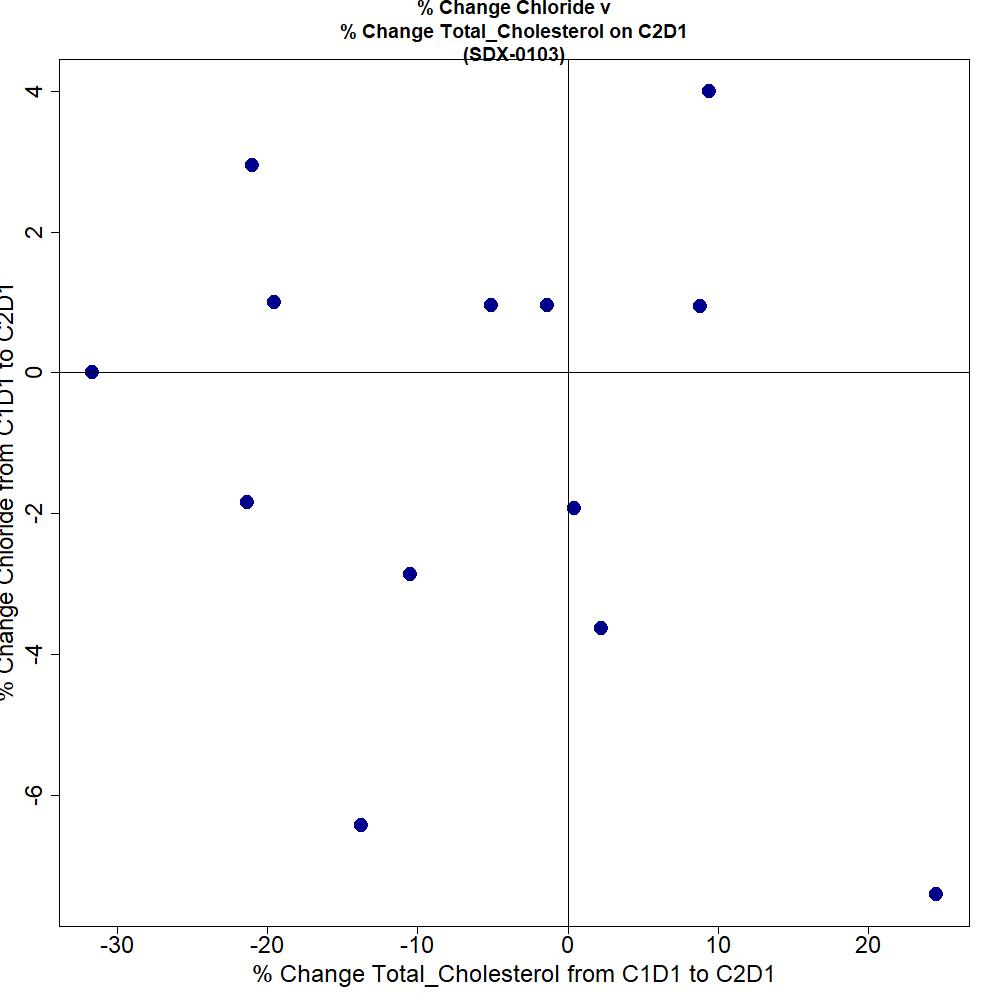 % Change Chloride v
% Change Total_Cholesterol on C2D1
(SDX-0103)
% Change Chloride from C1D1 to C2D1
4
2
0
-2
-4
-6
-30
-20
-10
0
10
20
% Change Total_Cholesterol from C1D1 to C2D1